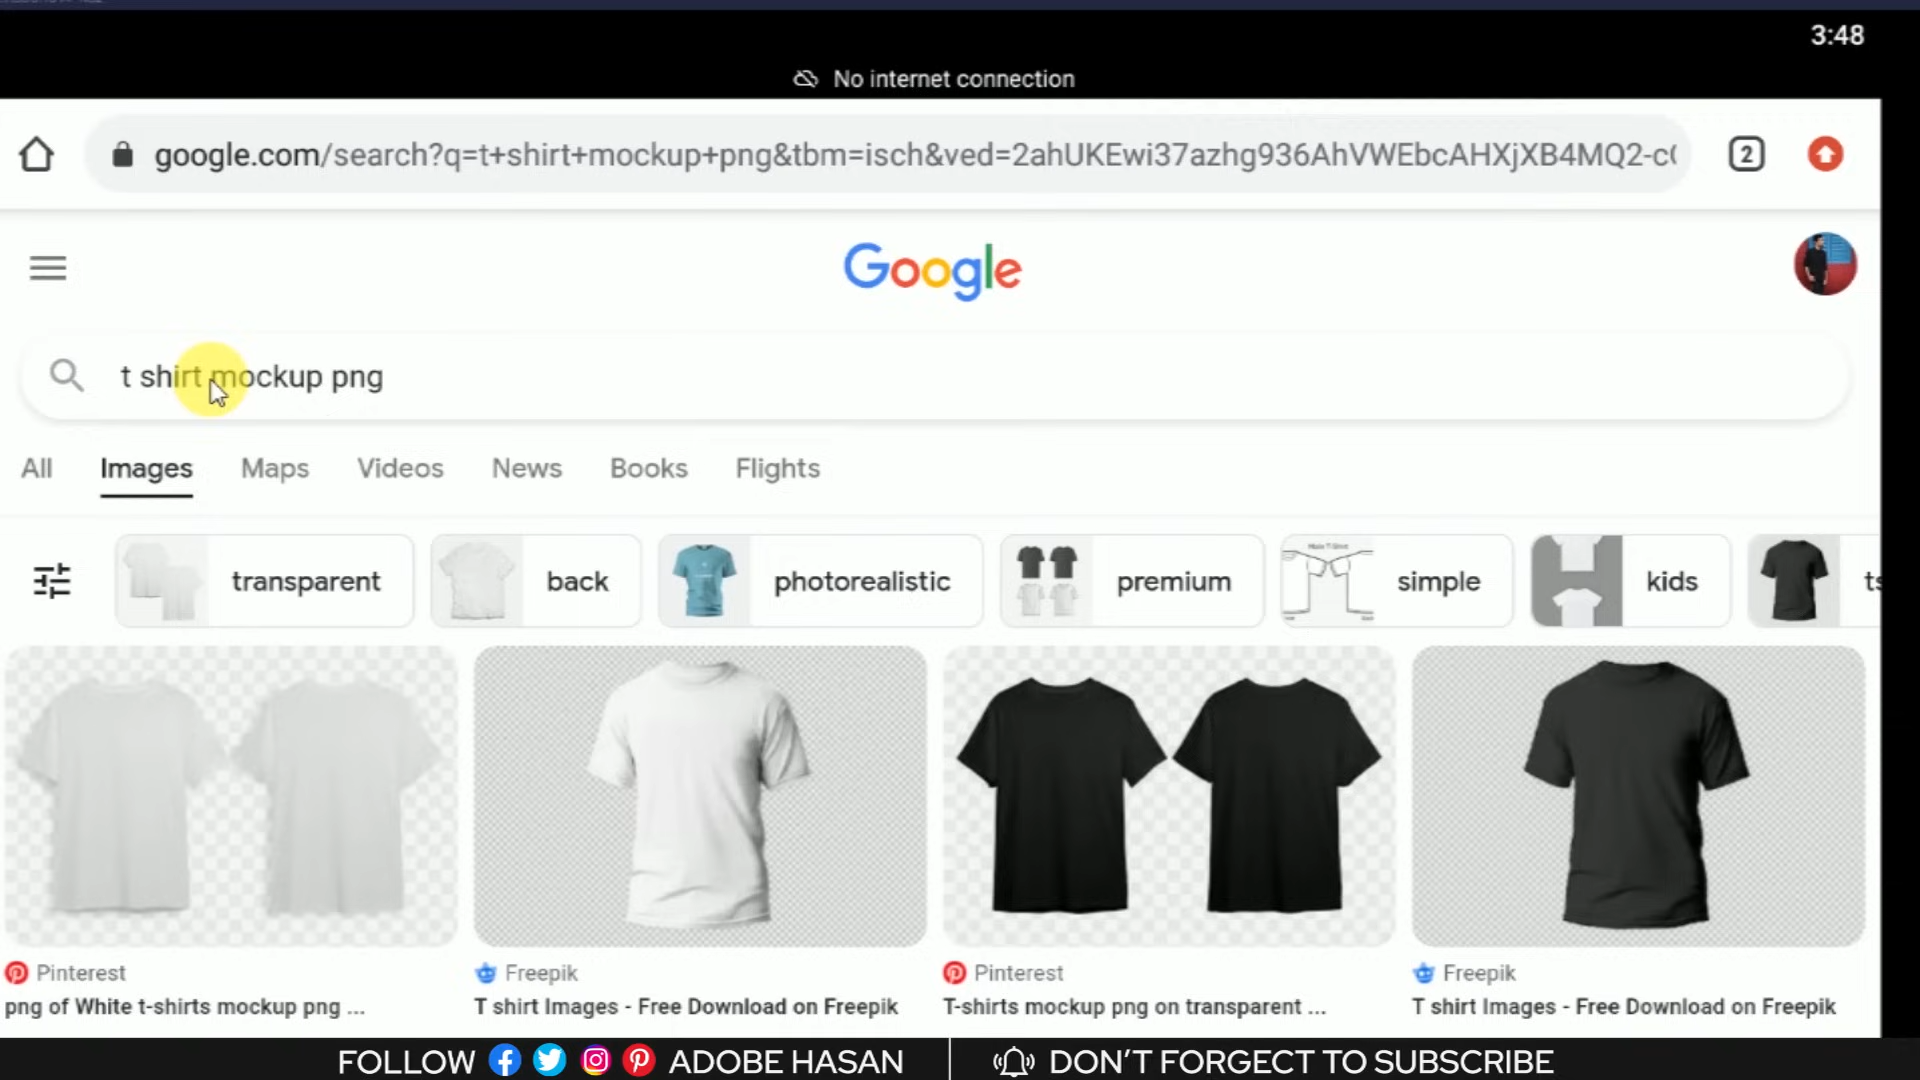 3:48
No internet connection
google.com/search?q=t+shirt+mockup+png&tbm=isch&ved=2ahUKEwi37azhg936AhVWEbcAHXjXB4MQ2-c
2
Google
t shirt mockup png
All Images Maps Videos News Books Flights
transparent back photorealistic premium simple kids ts
Pinterest Freepik Pinterest Freepik
png of White t-shirts mockup png ... T shirt Images - Free Download on Freepik T-shirts mockup png on transparent ... T shirt Images - Free Download on Freepik
FOLLOW ADOBE HASAN DON'T FORGECT TO SUBSCRIBE